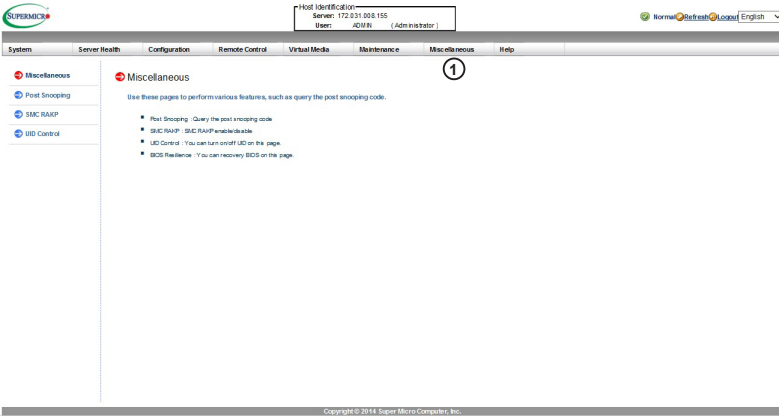 Host Identification
SUPERMICR
Server: 172.031.008.155
User: ADMIN (Administrator)
Normal Refresh Logout English
System Server Health Configuration Remote Control Virtual Media Maintenance Miscellaneous Help
1
Miscellaneous
Post Snooping
SMC RAKP
UID Control
Miscellaneous
Use these pages to perform various features, such as query the post snooping code.
Post Snooping : Query the post snooping code
SMC RAKP : SMC RAKP enable/disable
UID Control : You can turn on/off UID on this page.
BIOS Resilience : You can recovery BIOS on this page.
Copyright © 2014 Super Micro Computer, Inc.